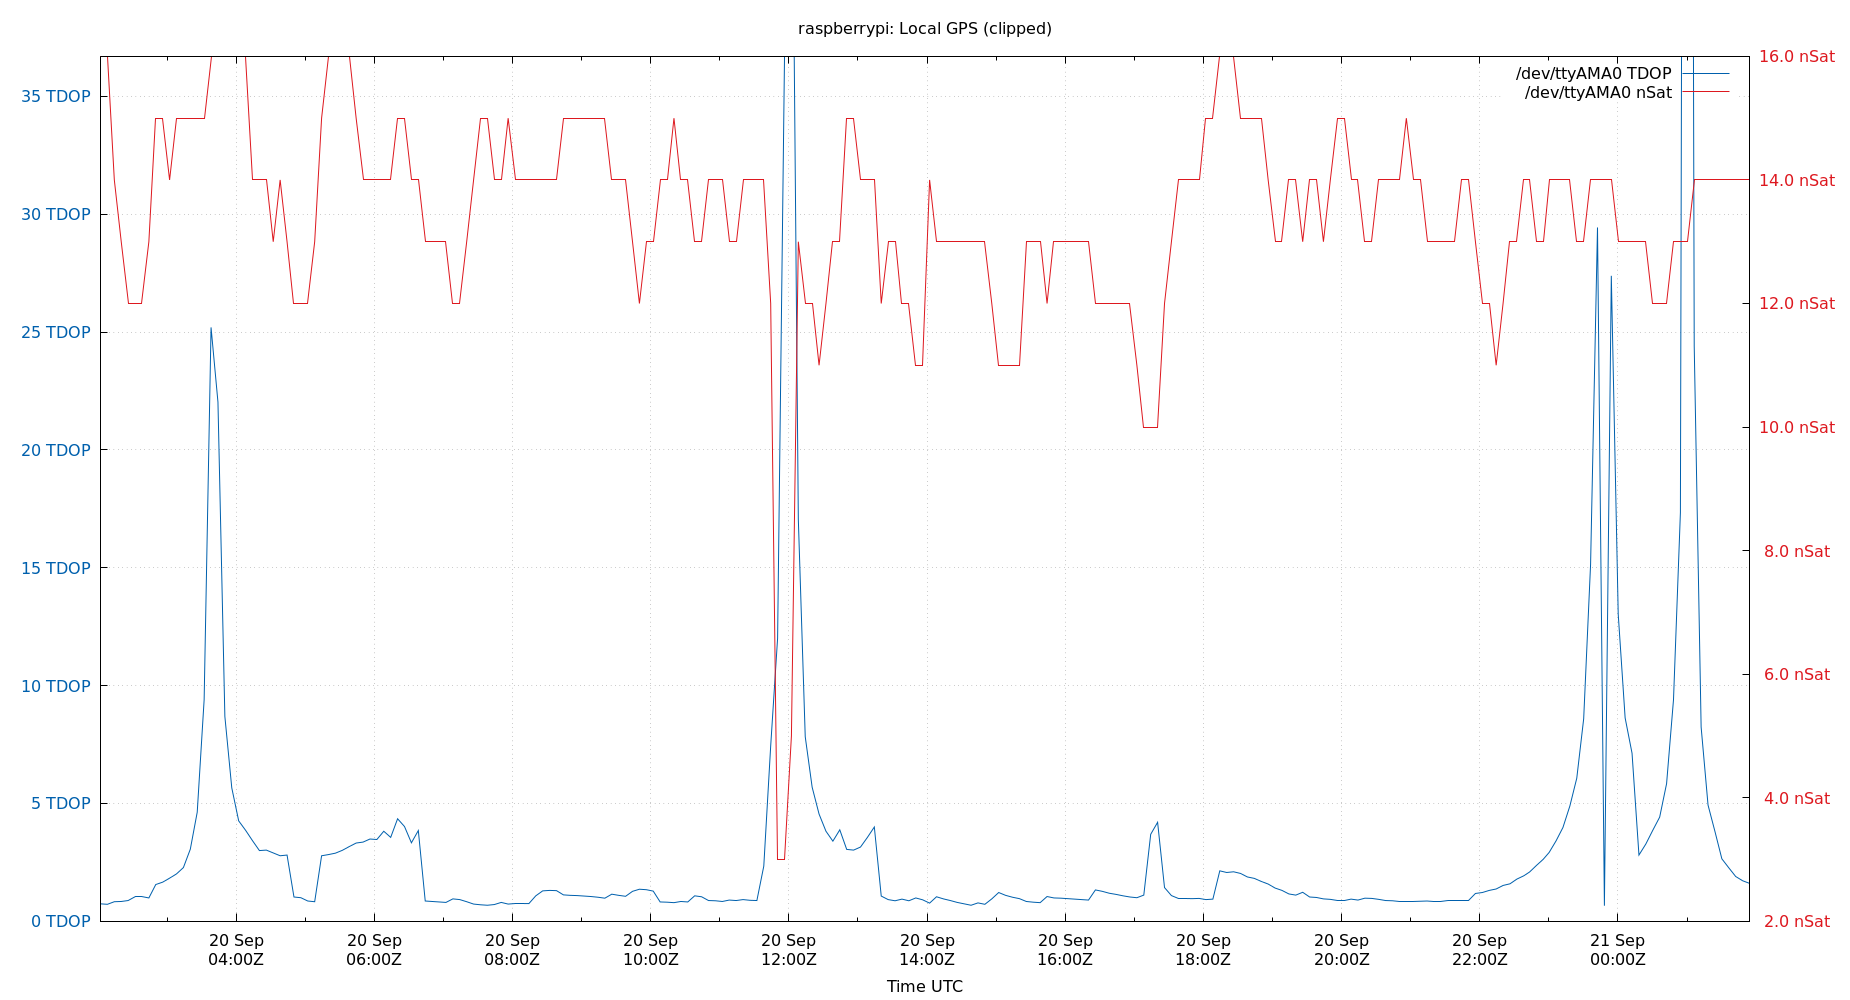 raspberrypi: Local GPS (clipped)
/dev/ttyAMA0 TDOP
/dev/ttyAMA0 nSat
35 TDOP
30 TDOP
25 TDOP
20 TDOP
15 TDOP
10 TDOP
5 TDOP
0 TDOP
16.0 nSat
14.0 nSat
12.0 nSat
10.0 nSat
8.0 nSat
6.0 nSat
4.0 nSat
2.0 nSat
20 Sep
04:00Z
20 Sep
06:00Z
20 Sep
08:00Z
20 Sep
10:00Z
20 Sep
12:00Z
20 Sep
14:00Z
20 Sep
16:00Z
20 Sep
18:00Z
20 Sep
20:00Z
20 Sep
22:00Z
21 Sep
00:00Z
Time UTC